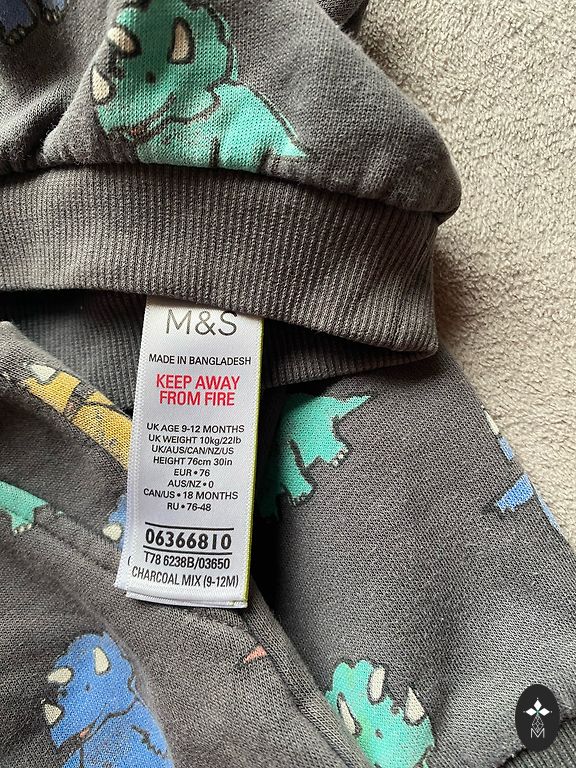 M&S
MADE IN BANGLADESH
KEEP AWAY
FROM FIRE
UK AGE 9-12 MONTHS
UK WEIGHT 10kg/22lb
UK/AUS/CAN/NZ/US
HEIGHT 76cm 30in
EUR • 76
AUS/NZ • 0
CAN/US • 18 MONTHS
RU • 76-48
06366810
T78 6238B/03650
CHARCOAL MIX (9-12M)
M